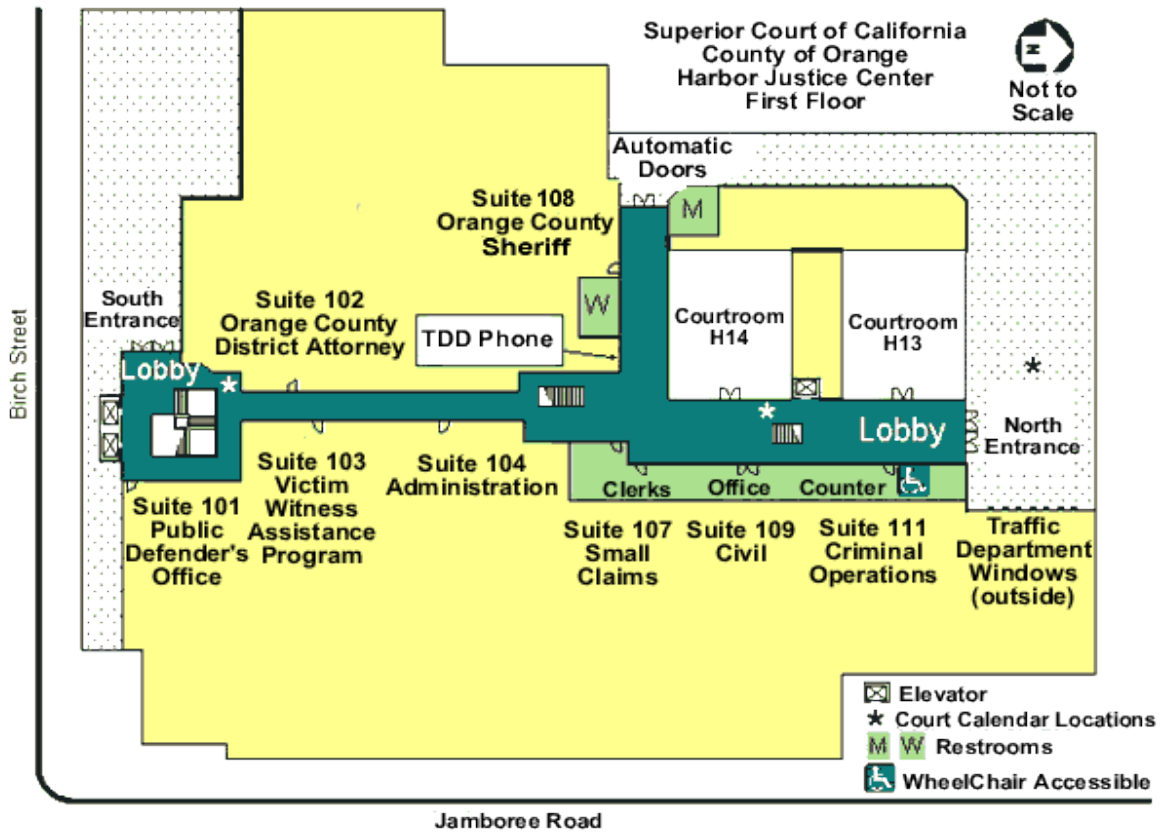 Superior Court of California
County of Orange
Harbor Justice Center
First Floor
N
Not to
Scale
Automatic
Doors
M
Suite 108
Orange County
Sheriff
W
South
Entrance
Suite 102
Orange County
District Attorney
TDD Phone
Courtroom
H14
Courtroom
H13
Birch Street
Lobby
*
*
*
Lobby
North
Entrance
Suite 101
Public
Defender's
Office
Suite 103
Victim
Witness
Assistance
Program
Suite 104
Administration
Clerks Office Counter
Suite 107
Small
Claims
Suite 109
Civil
Suite 111
Criminal
Operations
Traffic
Department
Windows
(outside)
Elevator
* Court Calendar Locations
M W Restrooms
WheelChair Accessible
Jamboree Road